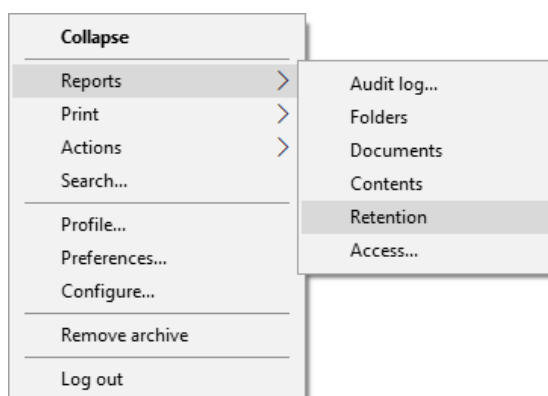 Collapse
Reports
Print
Actions
Search...
Profile...
Preferences...
Configure...
Remove archive
Log out
Audit log...
Folders
Documents
Contents
Retention
Access...